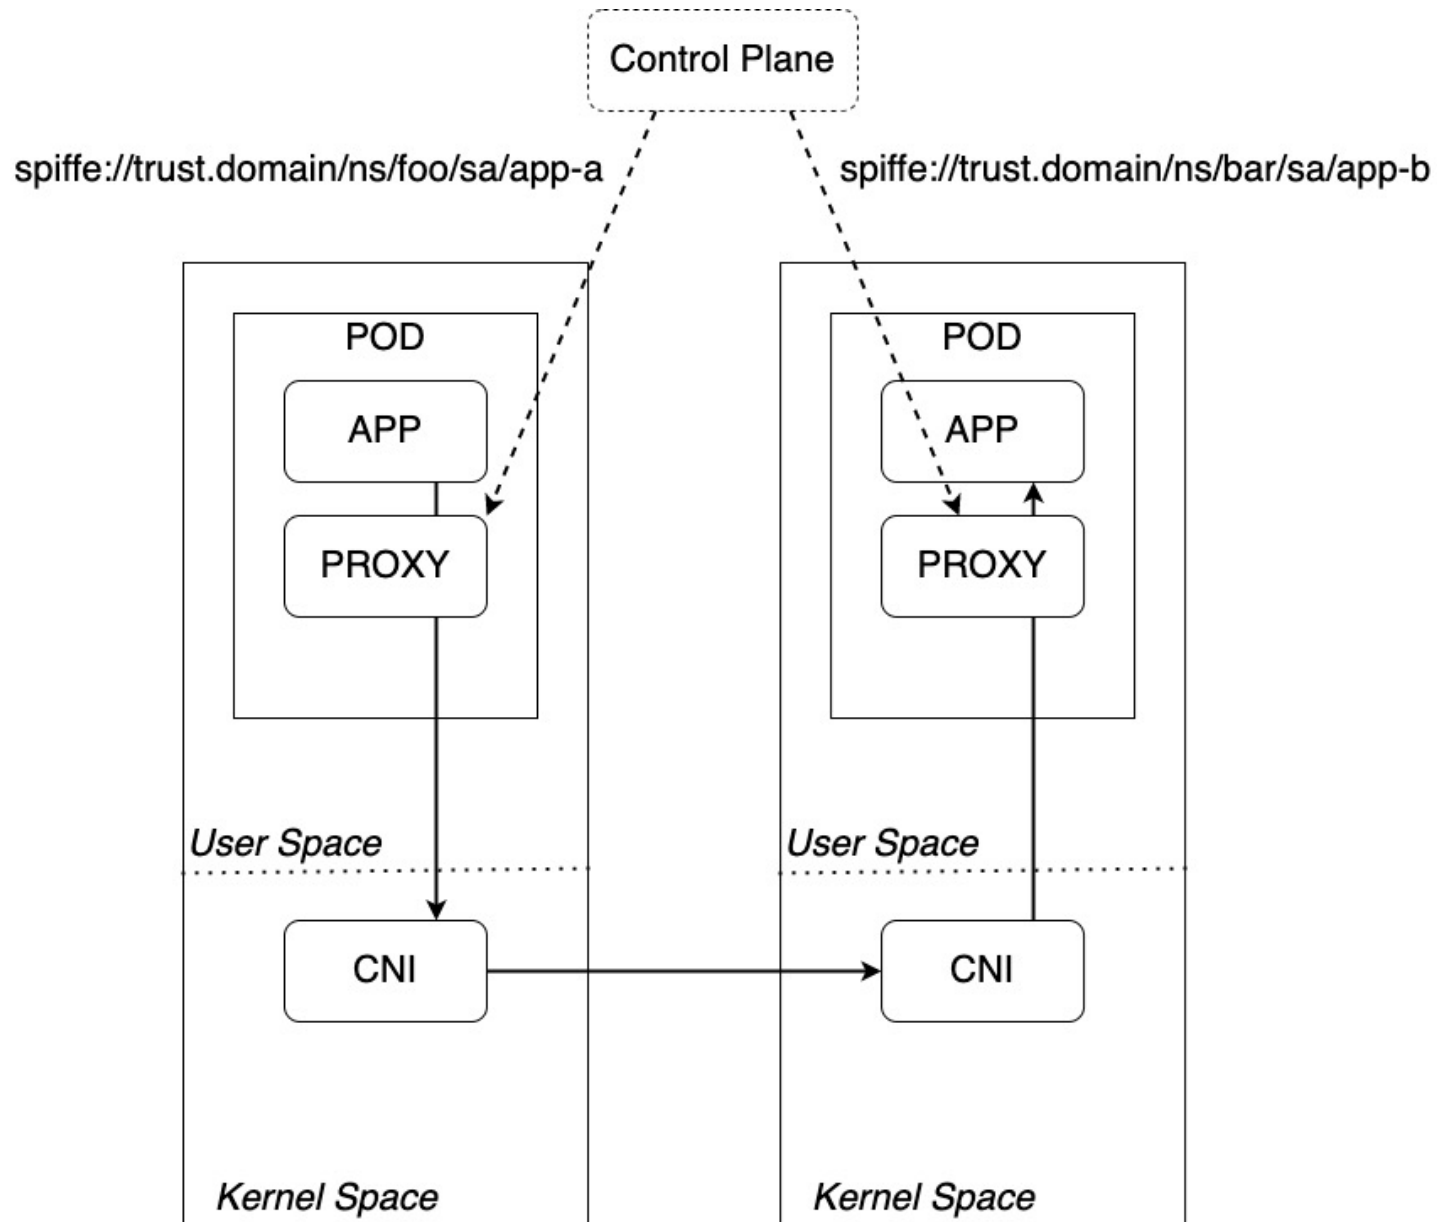 Control Plane
spiffe://trust.domain/ns/foo/sa/app-a
spiffe://trust.domain/ns/bar/sa/app-b
POD
APP
PROXY
User Space
CNI
Kernel Space
POD
APP
PROXY
User Space
CNI
Kernel Space